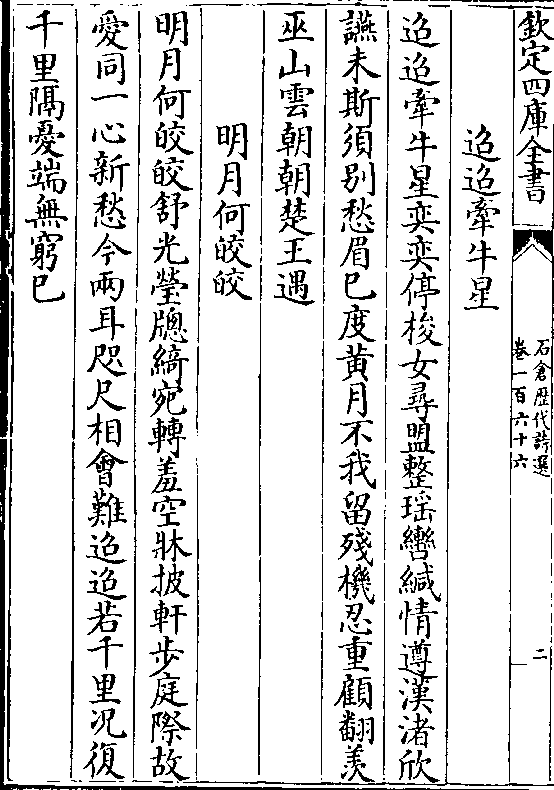 欽定四庫全書
石倉歴代詩選
卷一百六十六
二
迢迢牽牛星
迢迢牽牛星奕奕停梭女尋盟整瑶轡緘情遵漢渚欣
讌未斯須别愁眉已度黄月不我留殘機忍重顧翻羨
巫山雲朝朝楚王遇
明月何皎皎
明月何皎皎舒光瑩牕綺宛轉羞空牀披軒步庭際故
愛同一心新愁今兩耳咫尺相會難迢迢若千里况復
千里隔憂端無窮已